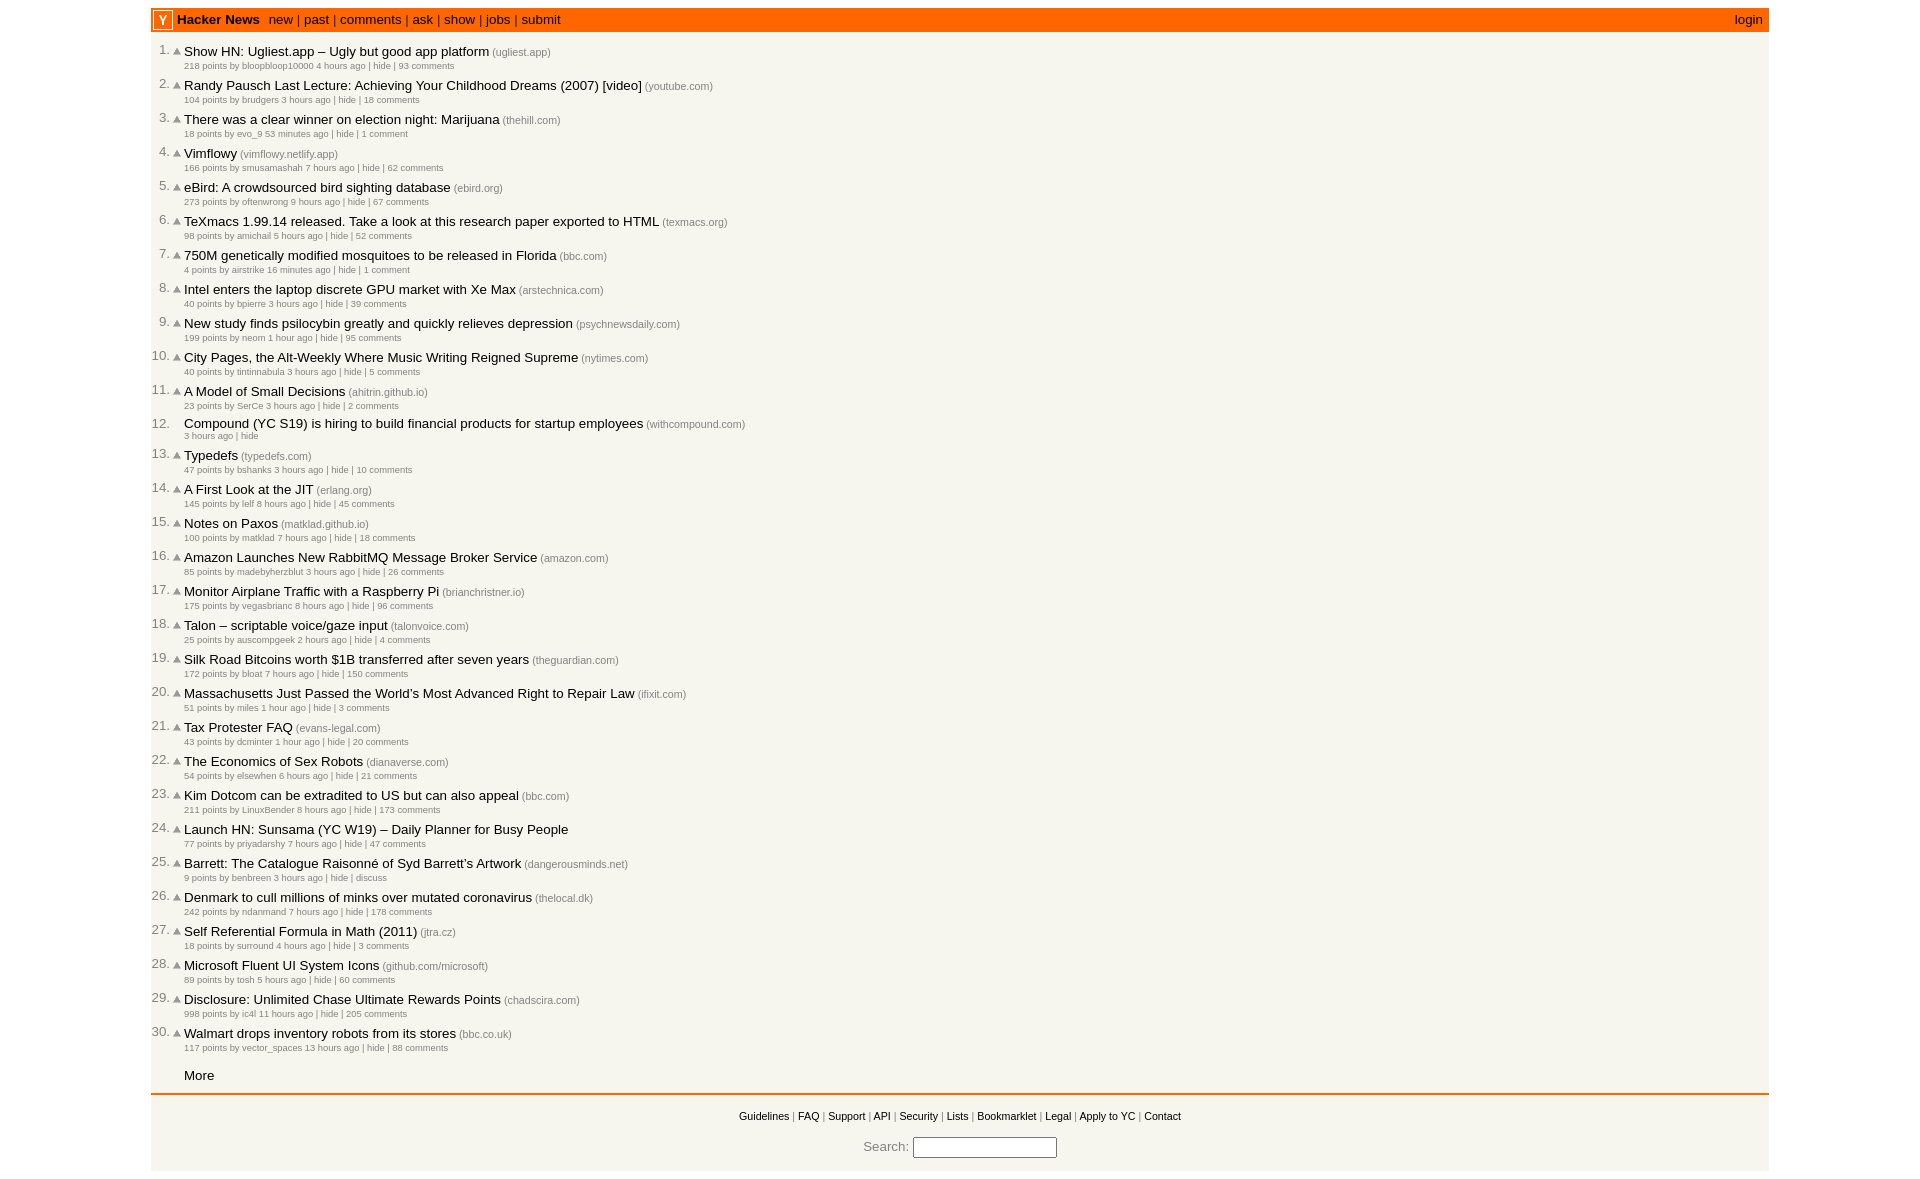 Y Hacker News new | past | comments | ask | show | jobs | submit login
1. Show HN: Ugliest.app – Ugly but good app platform (ugliest.app)
218 points by bloopbloop10000 4 hours ago | hide | 93 comments
2. Randy Pausch Last Lecture: Achieving Your Childhood Dreams (2007) [video] (youtube.com)
104 points by brudgers 3 hours ago | hide | 18 comments
3. There was a clear winner on election night: Marijuana (thehill.com)
18 points by evo_9 53 minutes ago | hide | 1 comment
4. Vimflowy (vimflowy.netlify.app)
166 points by smusamashah 7 hours ago | hide | 62 comments
5. eBird: A crowdsourced bird sighting database (ebird.org)
273 points by oftenwrong 9 hours ago | hide | 67 comments
6. TeXmacs 1.99.14 released. Take a look at this research paper exported to HTML (texmacs.org)
98 points by amichail 5 hours ago | hide | 52 comments
7. 750M genetically modified mosquitoes to be released in Florida (bbc.com)
4 points by airstrike 16 minutes ago | hide | 1 comment
8. Intel enters the laptop discrete GPU market with Xe Max (arstechnica.com)
40 points by bpierre 3 hours ago | hide | 39 comments
9. New study finds psilocybin greatly and quickly relieves depression (psychnewsdaily.com)
199 points by neom 1 hour ago | hide | 95 comments
10. City Pages, the Alt-Weekly Where Music Writing Reigned Supreme (nytimes.com)
40 points by tintinnabula 3 hours ago | hide | 5 comments
11. A Model of Small Decisions (ahitrin.github.io)
23 points by SerCe 3 hours ago | hide | 2 comments
12. Compound (YC S19) is hiring to build financial products for startup employees (withcompound.com)
3 hours ago | hide
13. Typedefs (typedefs.com)
47 points by bshanks 3 hours ago | hide | 10 comments
14. A First Look at the JIT (erlang.org)
145 points by lelf 8 hours ago | hide | 45 comments
15. Notes on Paxos (matklad.github.io)
100 points by matklad 7 hours ago | hide | 18 comments
16. Amazon Launches New RabbitMQ Message Broker Service (amazon.com)
85 points by madebyherzblut 3 hours ago | hide | 26 comments
17. Monitor Airplane Traffic with a Raspberry Pi (brianchristner.io)
175 points by vegasbrianc 8 hours ago | hide | 96 comments
18. Talon – scriptable voice/gaze input (talonvoice.com)
25 points by auscompgeek 2 hours ago | hide | 4 comments
19. Silk Road Bitcoins worth $1B transferred after seven years (theguardian.com)
172 points by bloat 7 hours ago | hide | 150 comments
20. Massachusetts Just Passed the World’s Most Advanced Right to Repair Law (ifixit.com)
51 points by miles 1 hour ago | hide | 3 comments
21. Tax Protester FAQ (evans-legal.com)
43 points by dcminter 1 hour ago | hide | 20 comments
22. The Economics of Sex Robots (dianaverse.com)
54 points by elsewhen 6 hours ago | hide | 21 comments
23. Kim Dotcom can be extradited to US but can also appeal (bbc.com)
211 points by LinuxBender 8 hours ago | hide | 173 comments
24. Launch HN: Sunsama (YC W19) – Daily Planner for Busy People
77 points by priyadarshy 7 hours ago | hide | 47 comments
25. Barrett: The Catalogue Raisonné of Syd Barrett’s Artwork (dangerousminds.net)
9 points by benbreen 3 hours ago | hide | discuss
26. Denmark to cull millions of minks over mutated coronavirus (thelocal.dk)
242 points by ndanmand 7 hours ago | hide | 178 comments
27. Self Referential Formula in Math (2011) (jtra.cz)
18 points by surround 4 hours ago | hide | 3 comments
28. Microsoft Fluent UI System Icons (github.com/microsoft)
89 points by tosh 5 hours ago | hide | 60 comments
29. Disclosure: Unlimited Chase Ultimate Rewards Points (chadscira.com)
998 points by ic4l 11 hours ago | hide | 205 comments
30. Walmart drops inventory robots from its stores (bbc.co.uk)
117 points by vector_spaces 13 hours ago | hide | 88 comments
More
Guidelines | FAQ | Support | API | Security | Lists | Bookmarklet | Legal | Apply to YC | Contact
Search: